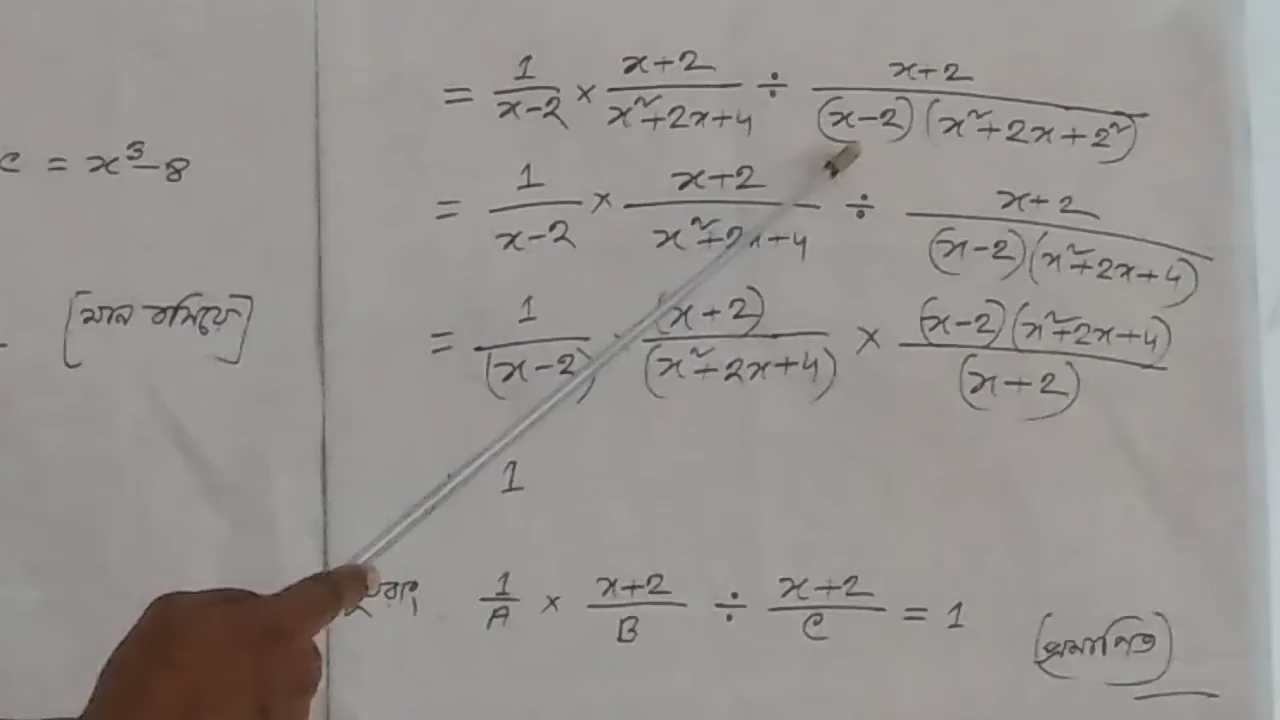 = 1/(x-2) × (x+2)/(x²+2x+4) ÷ (x+2)/((x-2)(x²+2x+2²))
C = x³-8
= 1/(x-2) × (x+2)/(x²+2x+4) ÷ (x+2)/((x-2)(x²+2x+4))
[মান বসিয়ে]
= 1/(x-2) (x+2)/(x²+2x+4) × (x-2)(x²+2x+4)/(x+2)
1
1/A × (x+2)/B ÷ (x+2)/C = 1
(প্রমাণিত)